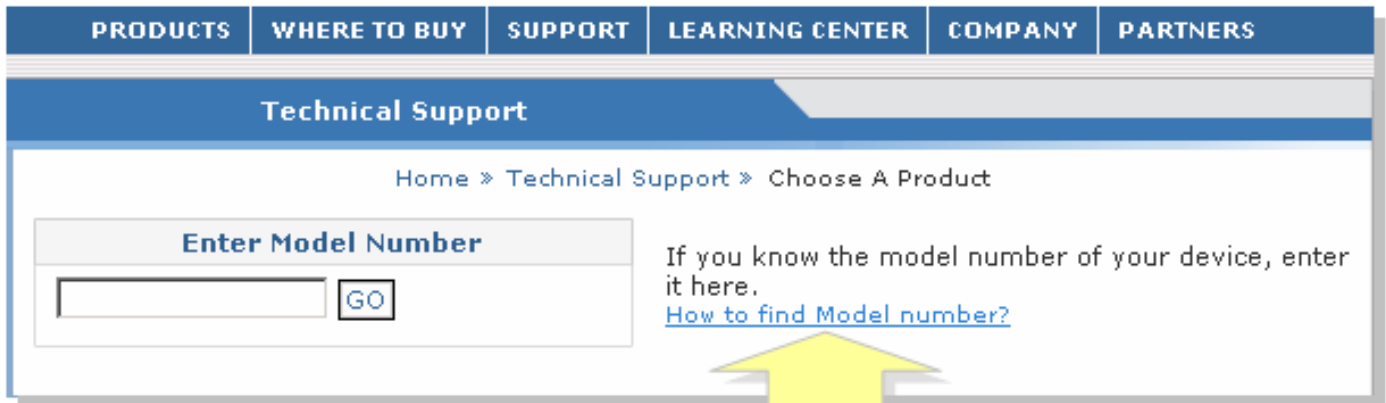 PRODUCTS WHERE TO BUY SUPPORT LEARNING CENTER COMPANY PARTNERS
Technical Support
Home » Technical Support » Choose A Product
Enter Model Number
GO
If you know the model number of your device, enter
it here.
How to find Model number?